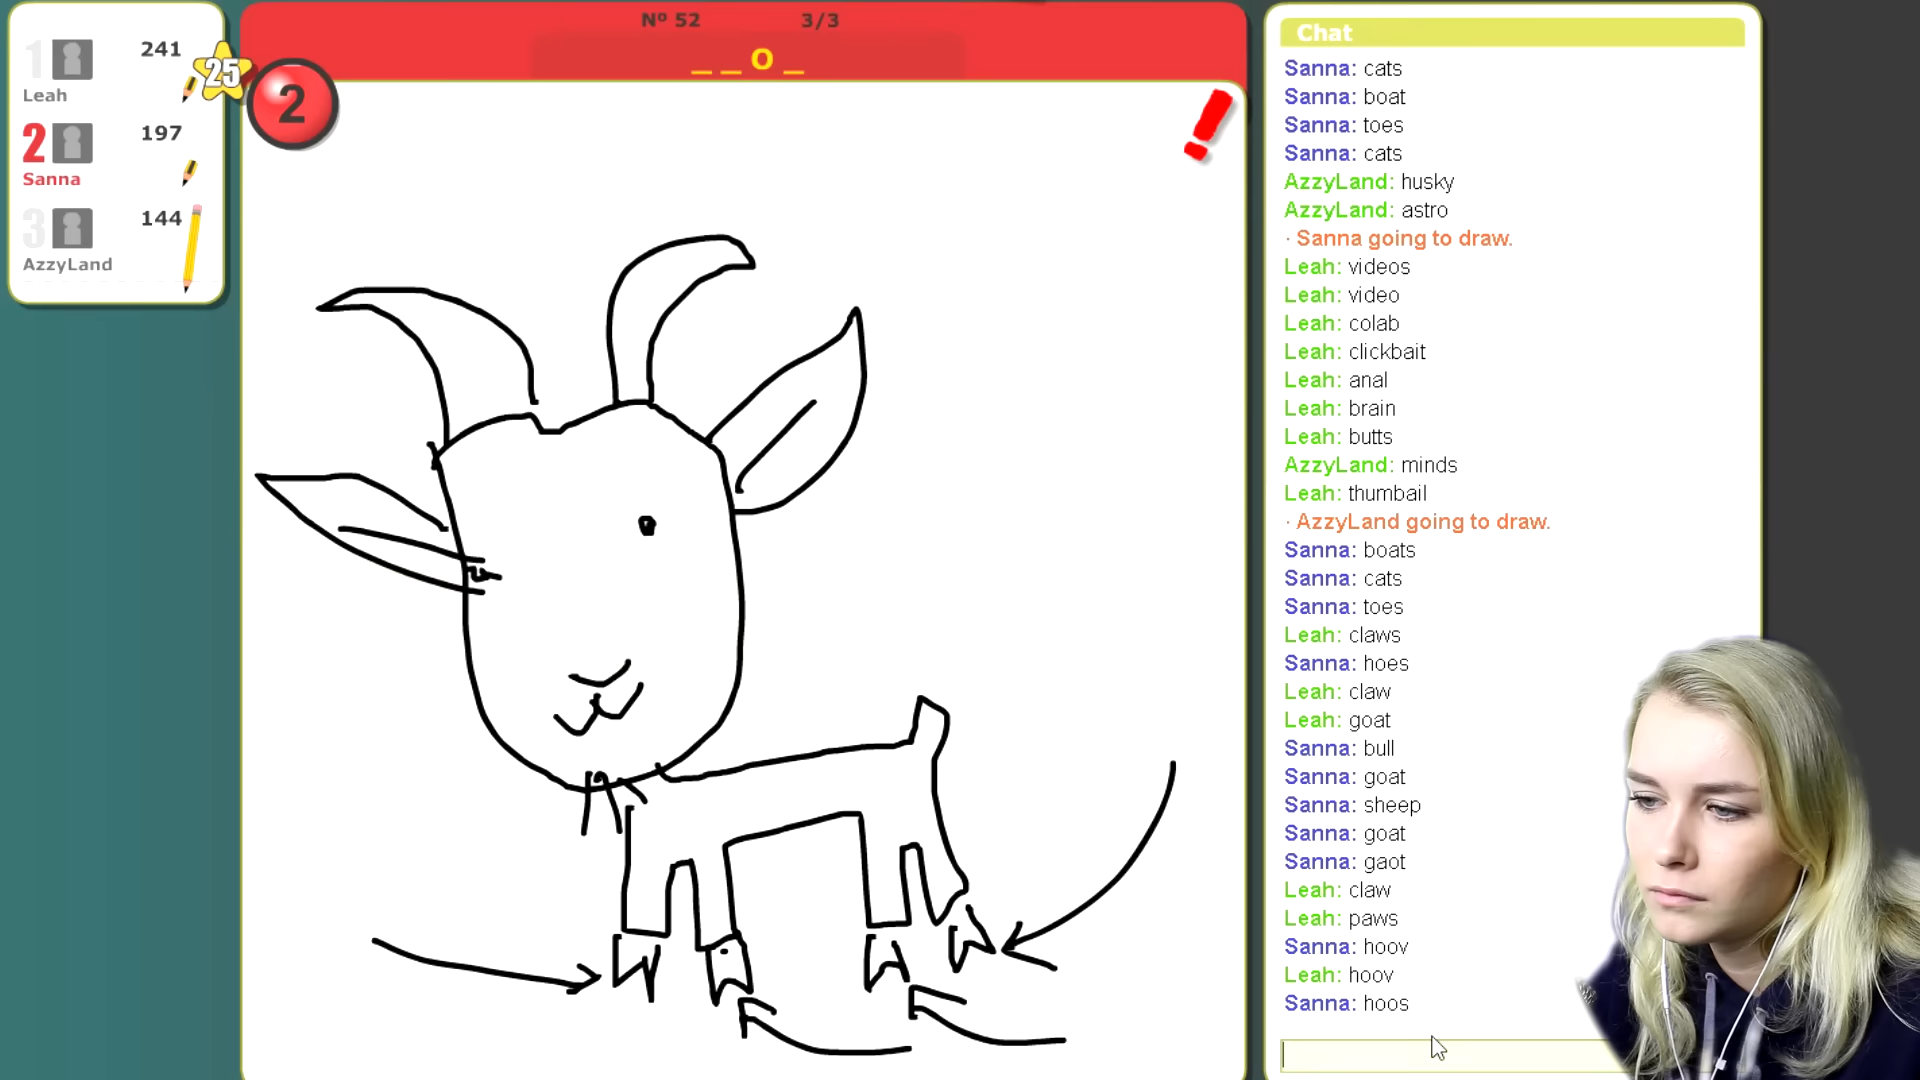 Nº 52 3/3
_ _ O _
1 241
Leah
25
2
2 197
Sanna
3 144
AzzyLand
Chat
Sanna: cats
Sanna: boat
Sanna: toes
Sanna: cats
AzzyLand: husky
AzzyLand: astro
· Sanna going to draw.
Leah: videos
Leah: video
Leah: colab
Leah: clickbait
Leah: anal
Leah: brain
Leah: butts
AzzyLand: minds
Leah: thumbail
· AzzyLand going to draw.
Sanna: boats
Sanna: cats
Sanna: toes
Leah: claws
Sanna: hoes
Leah: claw
Leah: goat
Sanna: bull
Sanna: goat
Sanna: sheep
Sanna: goat
Sanna: gaot
Leah: claw
Leah: paws
Sanna: hoov
Leah: hoov
Sanna: hoos